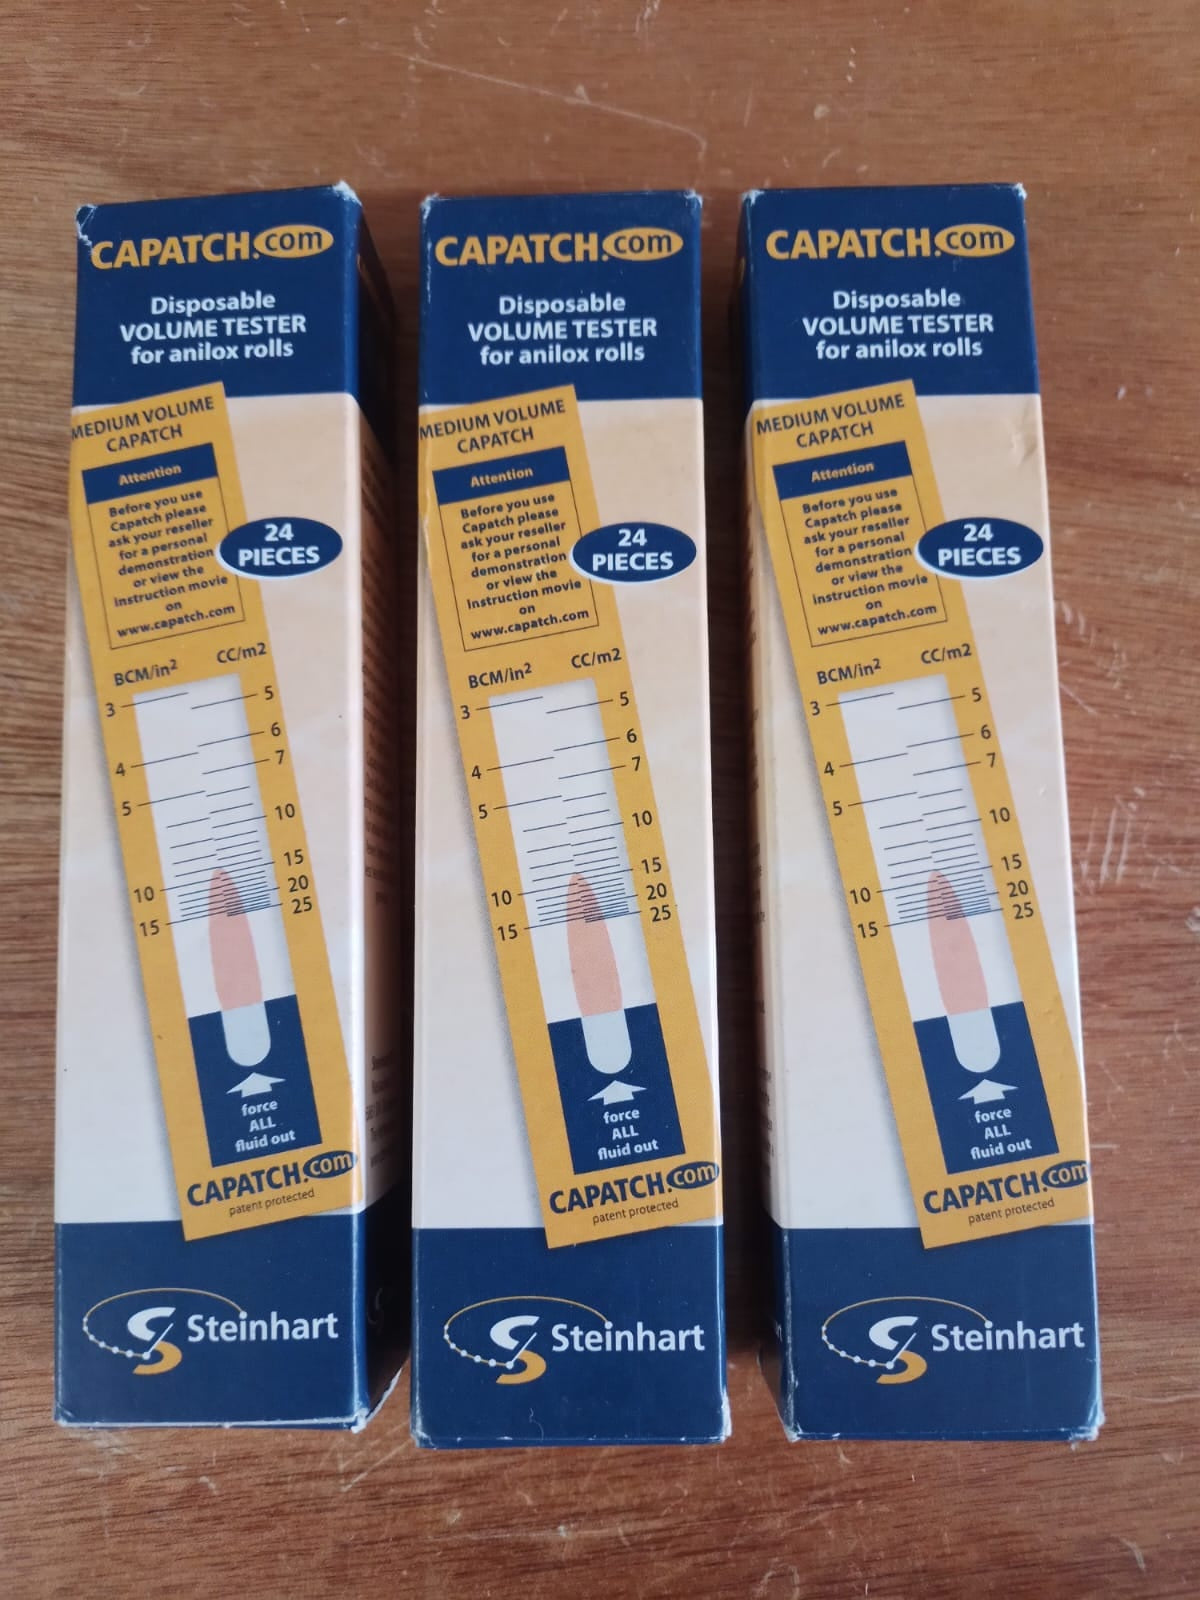 CAPATCH.com
Disposable
VOLUME TESTER
for anilox rolls
MEDIUM VOLUME
CAPATCH
Attention
Before you use
Capatch please
ask your reseller
for a personal
demonstration
or view the
instruction movie
on
www.capatch.com
24
PIECES
BCM/in² CC/m2
3 5
6
4 7
5
10
15
10 20
25
15
force
ALL
fluid out
CAPATCH.com
patent protected
Steinhart
CAPATCH.com
Disposable
VOLUME TESTER
for anilox rolls
MEDIUM VOLUME
CAPATCH
Attention
Before you use
Capatch please
ask your reseller
for a personal
demonstration
or view the
instruction movie
on
www.capatch.com
24
PIECES
BCM/in² CC/m2
3 5
6
4 7
5
10
15
10 20
25
15
force
ALL
fluid out
CAPATCH.com
patent protected
Steinhart
CAPATCH.com
Disposable
VOLUME TESTER
for anilox rolls
MEDIUM VOLUME
CAPATCH
Attention
Before you use
Capatch please
ask your reseller
for a personal
demonstration
or view the
instruction movie
on
www.capatch.com
24
PIECES
BCM/in² CC/m2
3 5
6
4 7
5
10
15
10 20
25
15
force
ALL
fluid out
CAPATCH.com
patent protected
Steinhart